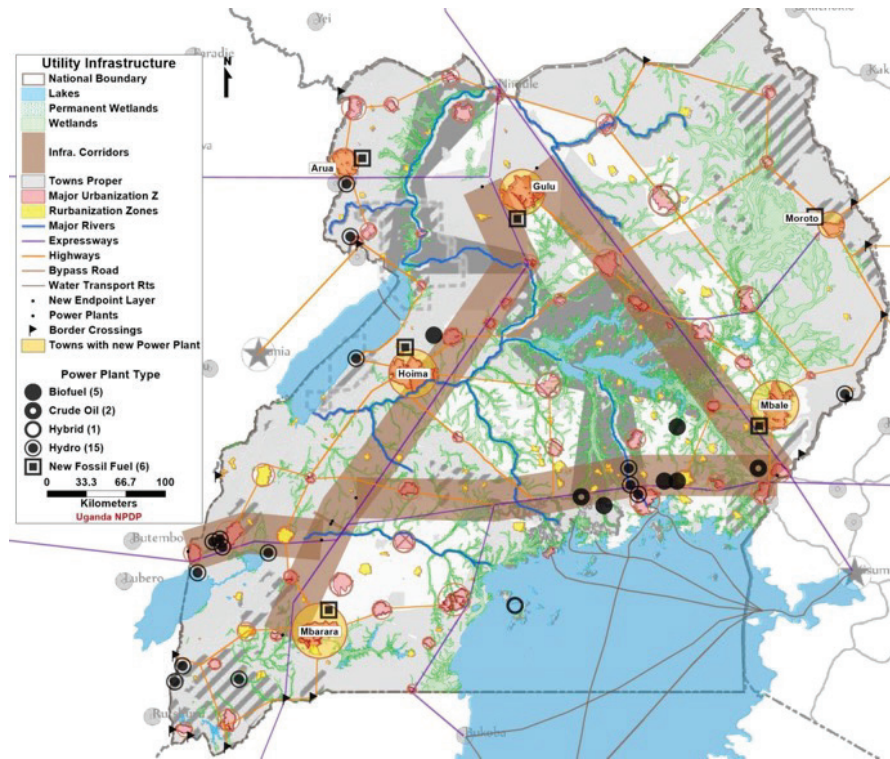 Utility Infrastructure
National Boundary
Lakes
Permanent Wetlands
Wetlands
Infra. Corridors
Towns Proper
Major Urbanization Z
Rurbanization Zones
Major Rivers
Expressways
Highways
Bypass Road
Water Transport Rts
New Endpoint Layer
Power Plants
Border Crossings
Towns with new Power Plant
Power Plant Type
Biofuel (5)
Crude Oil (2)
Hybrid (1)
Hydro (15)
New Fossil Fuel (6)
0 33.3 66.7 100
Kilometers
Uganda NPDP
N
Yei
Nimule
Arua
Gulu
Moroto
Hoima
Mbale
Butembo
Lubero
Mbarara
Bukoba